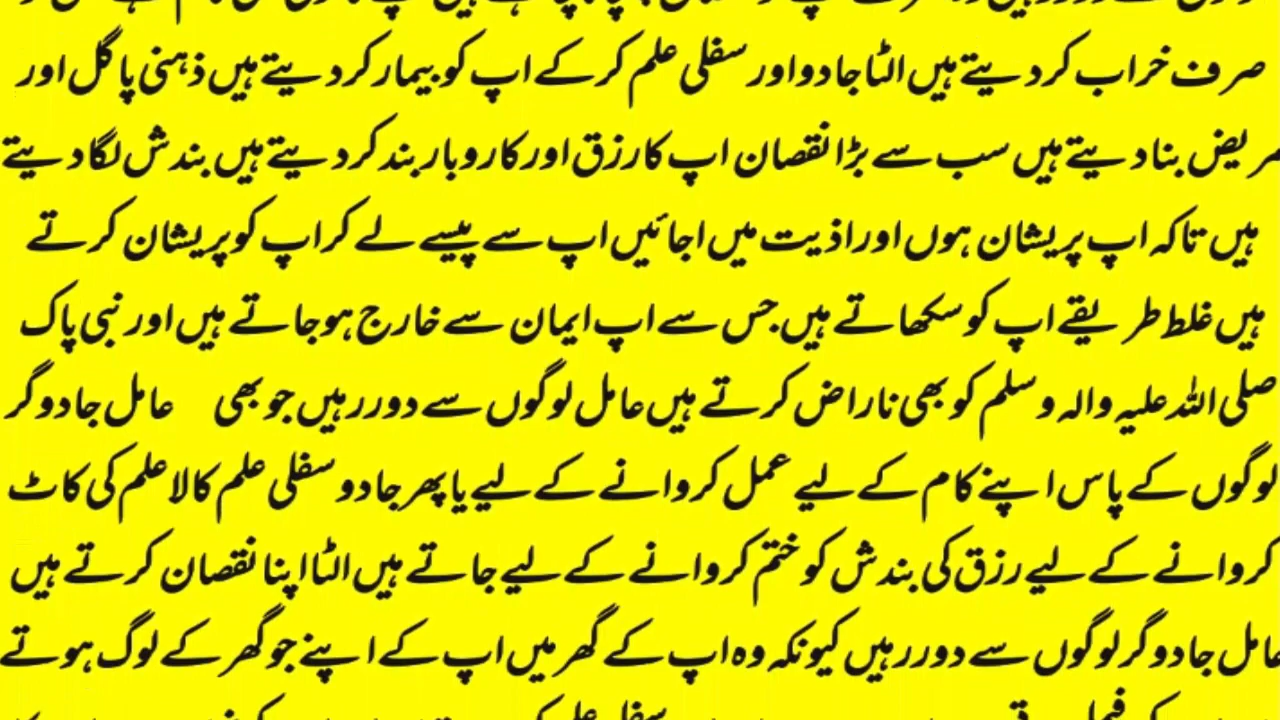 صرف خراب کردیتے ہیں الٹا جادو اور سفلی علم کر کے اپ کو بیمار کر دیتے ہیں ذہنی پاگل اور
مریض بنا دیتے ہیں سب سے بڑا نقصان اپ کا رزق اور کاروبار بند کر دیتے ہیں بندش لگا دیتے
ہیں تاکہ اپ پریشان ہوں اور اذیت میں اجائیں اپ سے پیسے لے کر اپ کو پریشان کرتے
ہیں غلط طریقے اپ کو سکھاتے ہیں جس سے اپ ایمان سے خارج ہو جاتے ہیں اور نبی پاک
صلی اللہ علیہ والہ وسلم کو بھی ناراض کرتے ہیں عامل لوگوں سے دور رہیں جو بھی عامل جادوگر
لوگوں کے پاس اپنے کام کے لیے عمل کروانے کے لیے یا پھر جادو سفلی علم کالا علم کی کاٹ
کروانے کے لیے رزق کی بندش کو ختم کروانے کے لیے جاتے ہیں الٹا اپنا نقصان کرتے ہیں
عامل جادوگر لوگوں سے دور رہیں کیونکہ وہ اپ کے گھر میں اپ کے اپنے جو گھر کے لوگ ہوتے